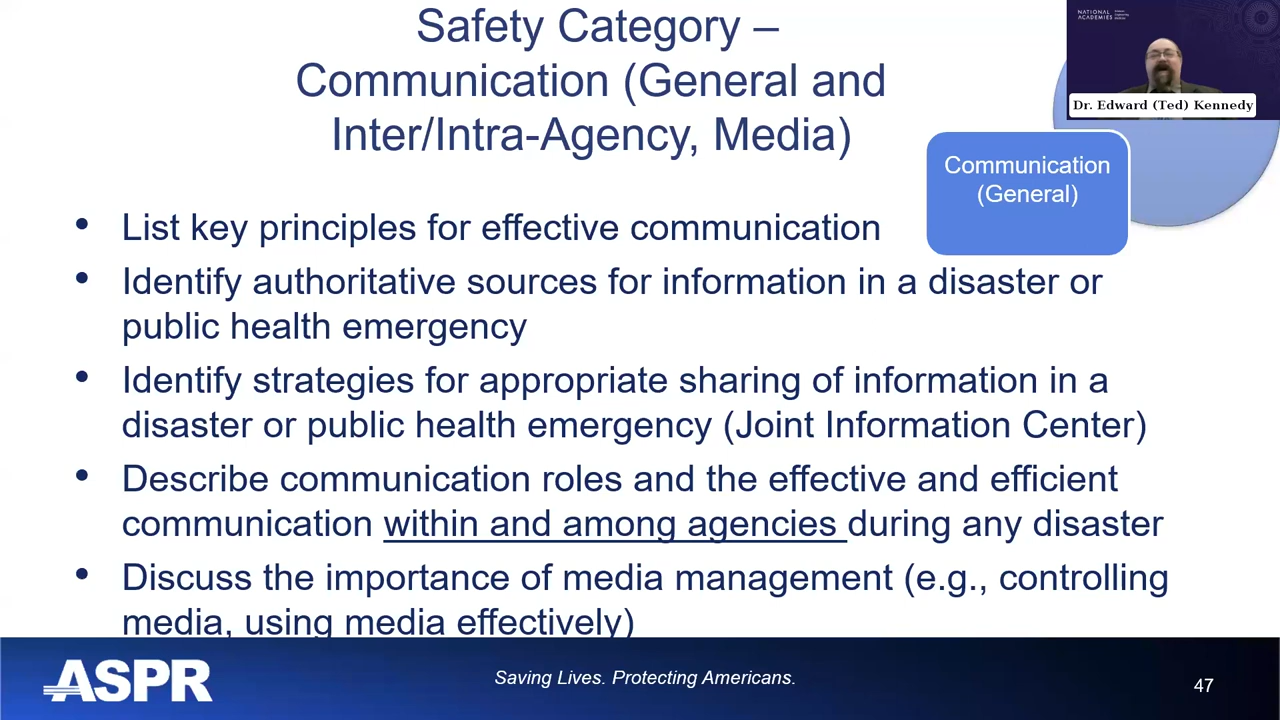 Safety Category –
Communication (General and
Inter/Intra-Agency, Media)
NATIONAL
ACADEMIES
Dr. Edward (Ted) Kennedy
Communication
(General)
• List key principles for effective communication
• Identify authoritative sources for information in a disaster or
public health emergency
• Identify strategies for appropriate sharing of information in a
disaster or public health emergency (Joint Information Center)
• Describe communication roles and the effective and efficient
communication within and among agencies during any disaster
• Discuss the importance of media management (e.g., controlling
media, using media effectively)
ASPR
Saving Lives. Protecting Americans.
47